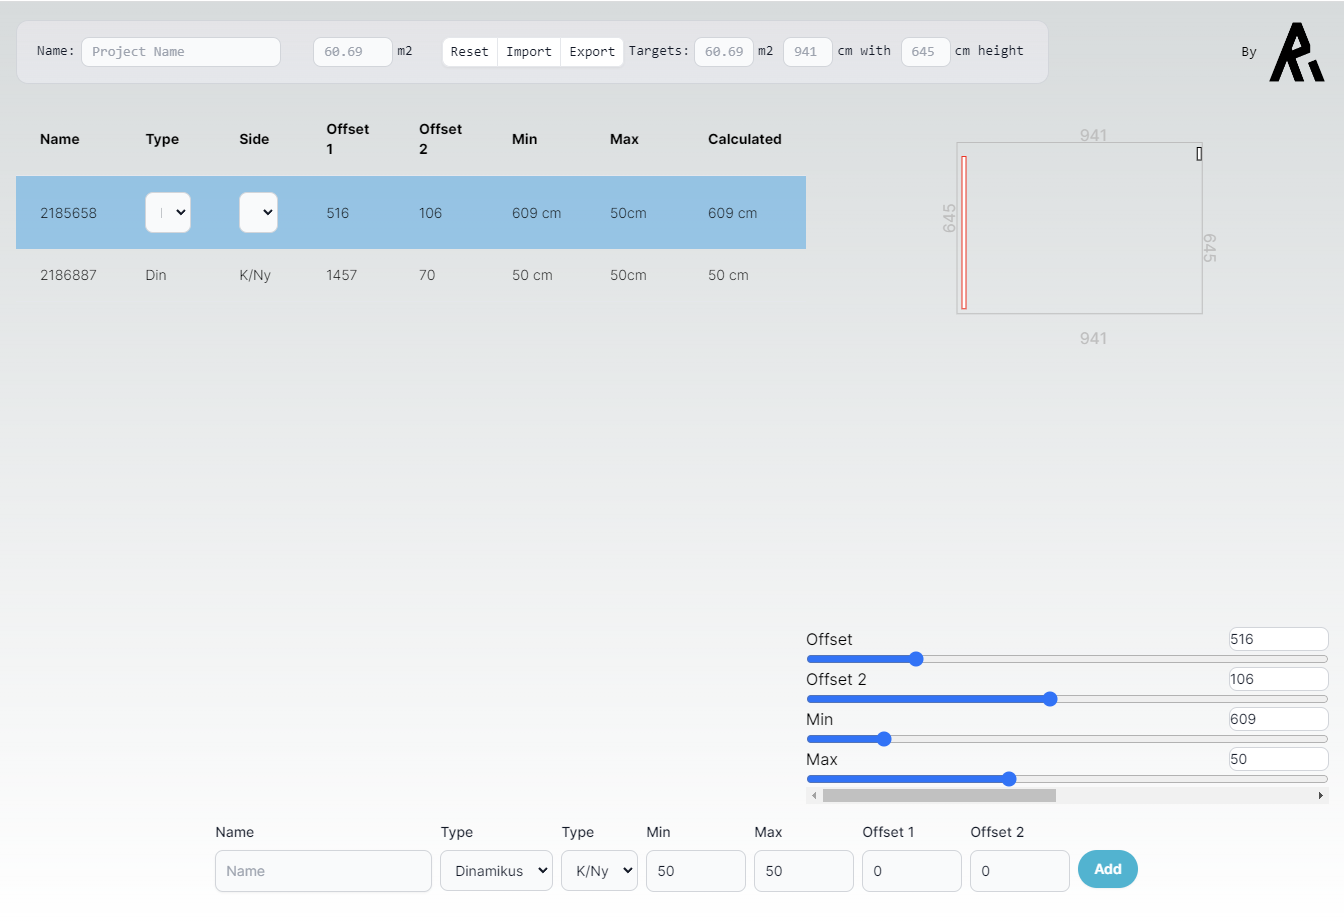 Name: Project Name 60.69 m2 Reset Import Export Targets: 60.69 m2 941 cm with 645 cm height By
Name Type Side Offset 1 Offset 2 Min Max Calculated
2185658 516 106 609 cm 50cm 609 cm
2186887 Din K/Ny 1457 70 50 cm 50cm 50 cm
941
645
645
941
Offset 516
Offset 2 106
Min 609
Max 50
Name Type Type Min Max Offset 1 Offset 2
Name Dinamikus K/Ny 50 50 0 0 Add